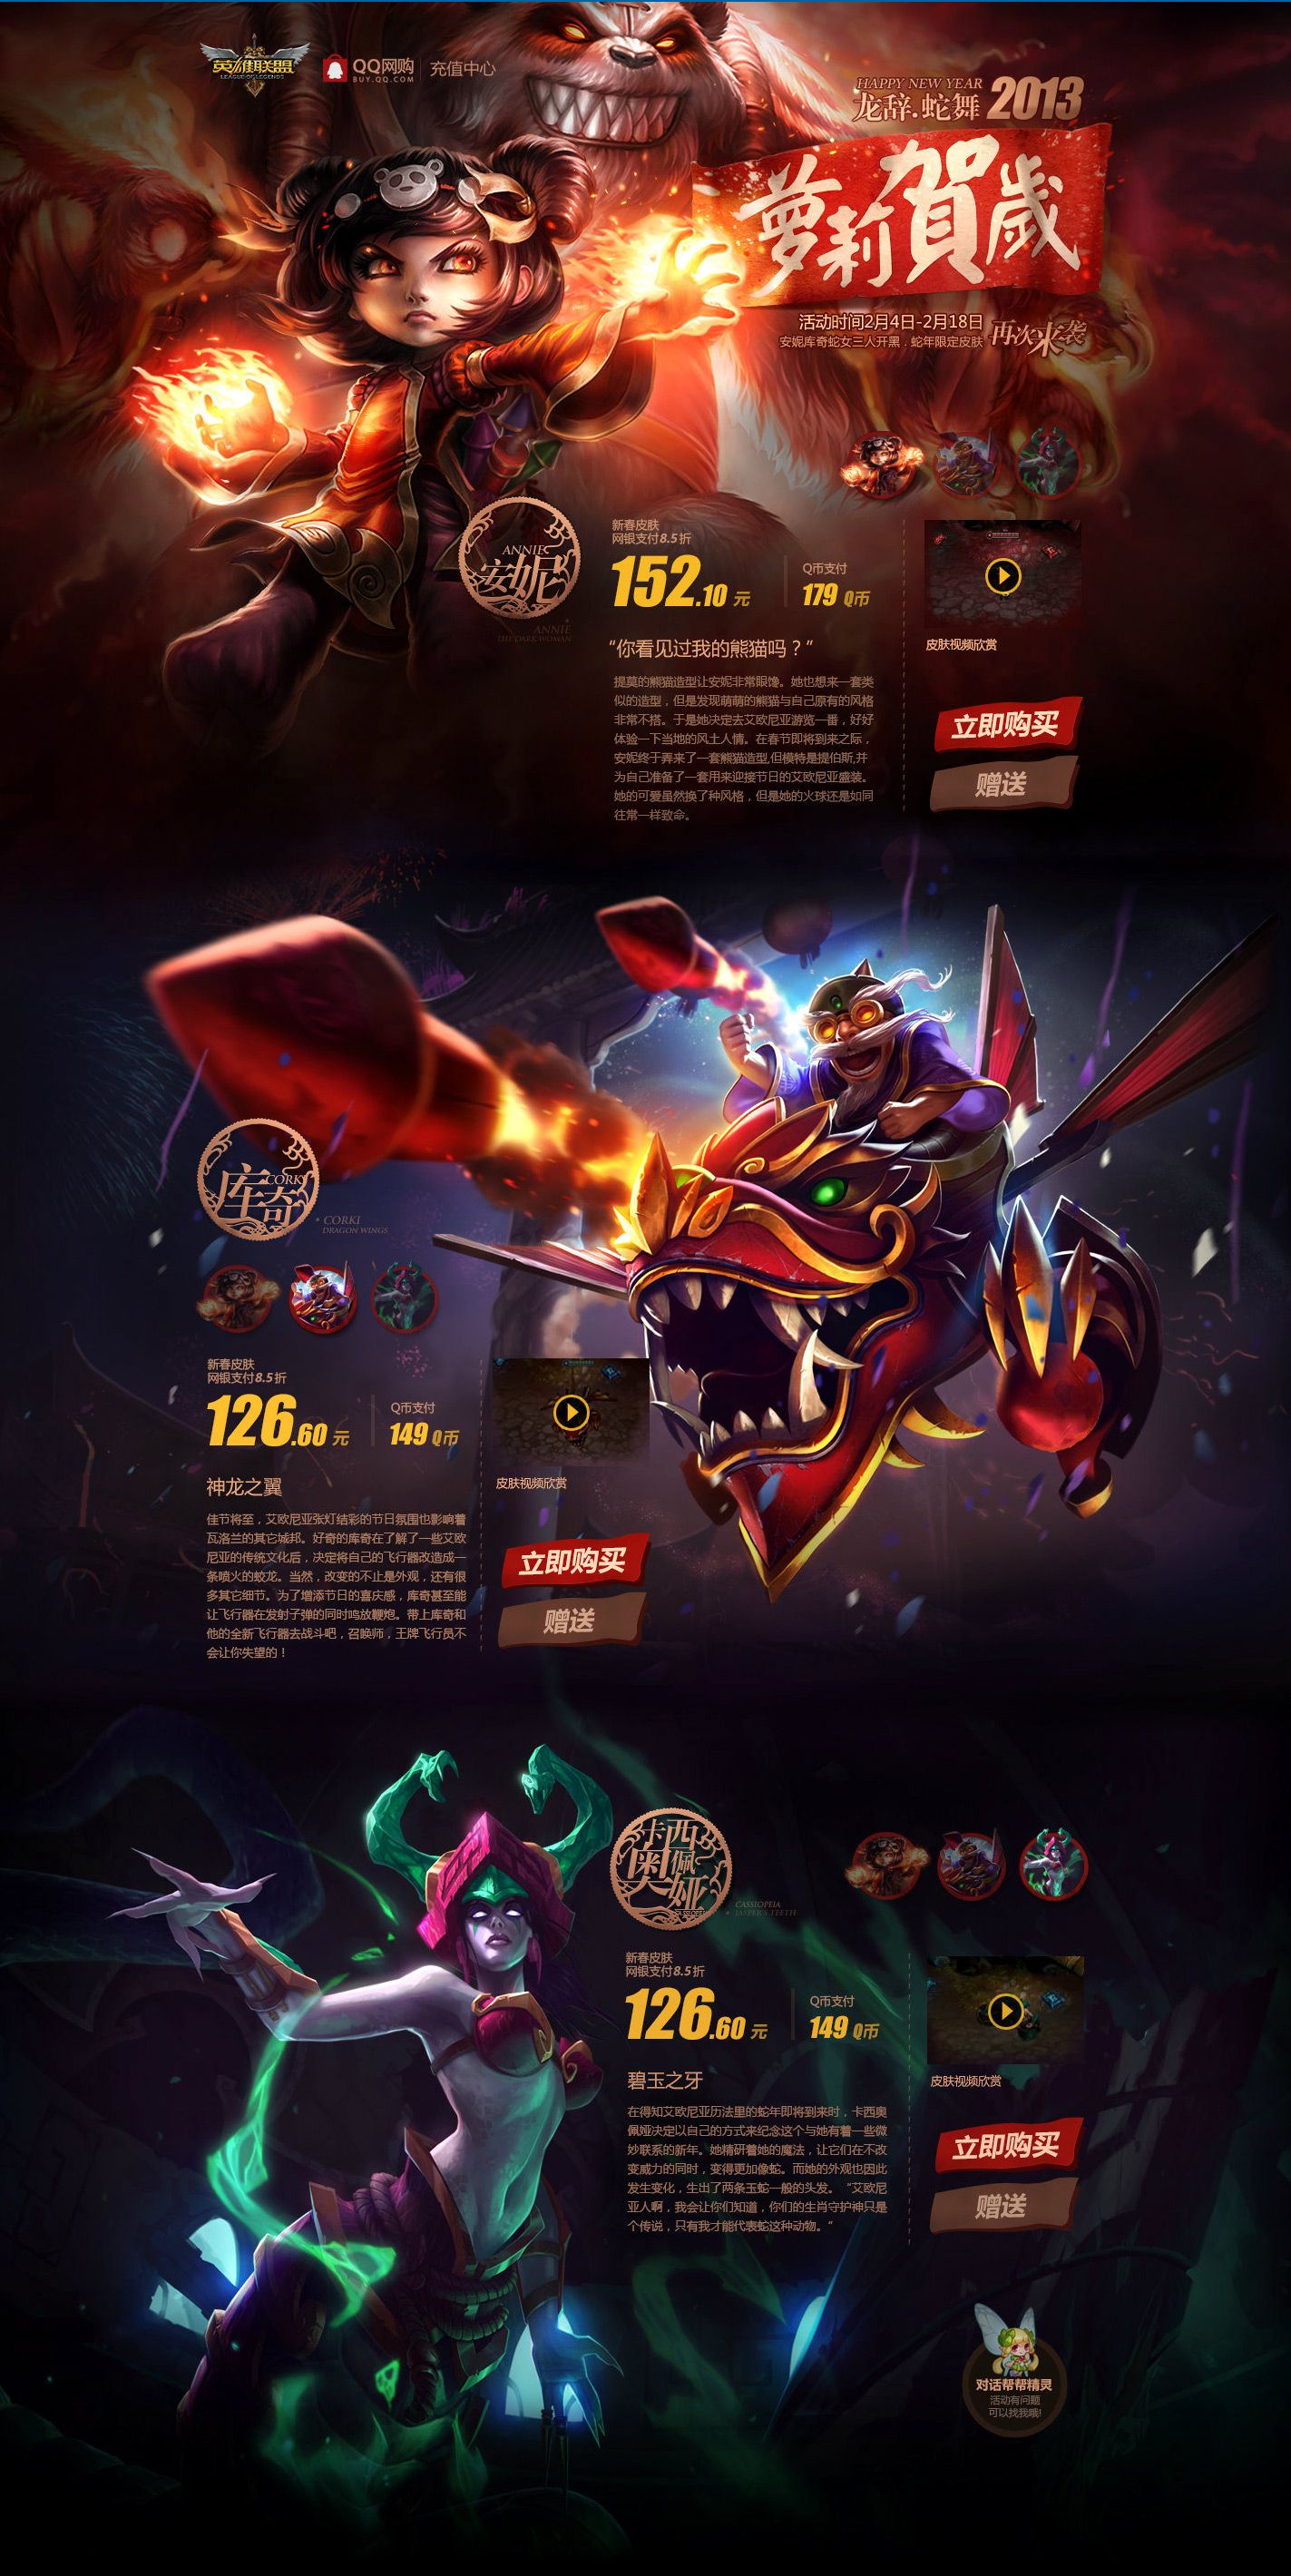 英雄联盟
LEAGUE OF LEGENDS
QQ网购
BUY.QQ.COM
充值中心
HAPPY NEW YEAR
龙辞.蛇舞 2013
萝莉賀歲
活动时间2月4日-2月18日
安妮库奇蛇女三人开黑．蛇年限定皮肤
再次来袭
ANNIE
安妮
ANNIE
新春皮肤
网银支付8.5折
152.10 元
Q币支付
179 Q币
皮肤视频欣赏
“你看见过我的熊猫吗？”
提莫的熊猫造型让安妮非常眼馋。她也想来一套类
似的造型，但是发现萌萌的熊猫与自己原有的风格
非常不搭。于是她决定去艾欧尼亚游览一番，好好
体验一下当地的风土人情。在春节即将到来之际，
安妮终于弄来了一套熊猫造型,但模特是提伯斯,并
为自己准备了一套用来迎接节日的艾欧尼亚盛装。
她的可爱虽然换了种风格，但是她的火球还是如同
往常一样致命。
立即购买
赠送
CORKI
库奇
CORKI
DRAGON WINGS
新春皮肤
网银支付8.5折
126.60 元
Q币支付
149 Q币
皮肤视频欣赏
神龙之翼
佳节将至，艾欧尼亚张灯结彩的节日氛围也影响着
瓦洛兰的其它城邦。好奇的库奇在了解了一些艾欧
尼亚的传统文化后，决定将自己的飞行器改造成一
条喷火的蛟龙。当然，改变的不止是外观，还有很
多其它细节。为了增添节日的喜庆感，库奇甚至能
让飞行器在发射子弹的同时鸣放鞭炮。带上库奇和
他的全新飞行器去战斗吧，召唤师，王牌飞行员不
会让你失望的！
立即购买
赠送
卡西奥佩娅
CASSIOPEIA
JASPER'S TEETH
新春皮肤
网银支付8.5折
126.60 元
Q币支付
149 Q币
皮肤视频欣赏
碧玉之牙
在得知艾欧尼亚历法里的蛇年即将到来时，卡西奥
佩娅决定以自己的方式来纪念这个与她有着一些微
妙联系的新年。她精研着她的魔法，让它们在不改
变威力的同时，变得更加像蛇。而她的外观也因此
发生变化，生出了两条玉蛇一般的头发。“艾欧尼
亚人啊，我会让你们知道，你们的生肖守护神只是
个传说，只有我才能代表蛇这种动物。”
立即购买
赠送
对话帮帮精灵
活动有问题
可以找我哦!